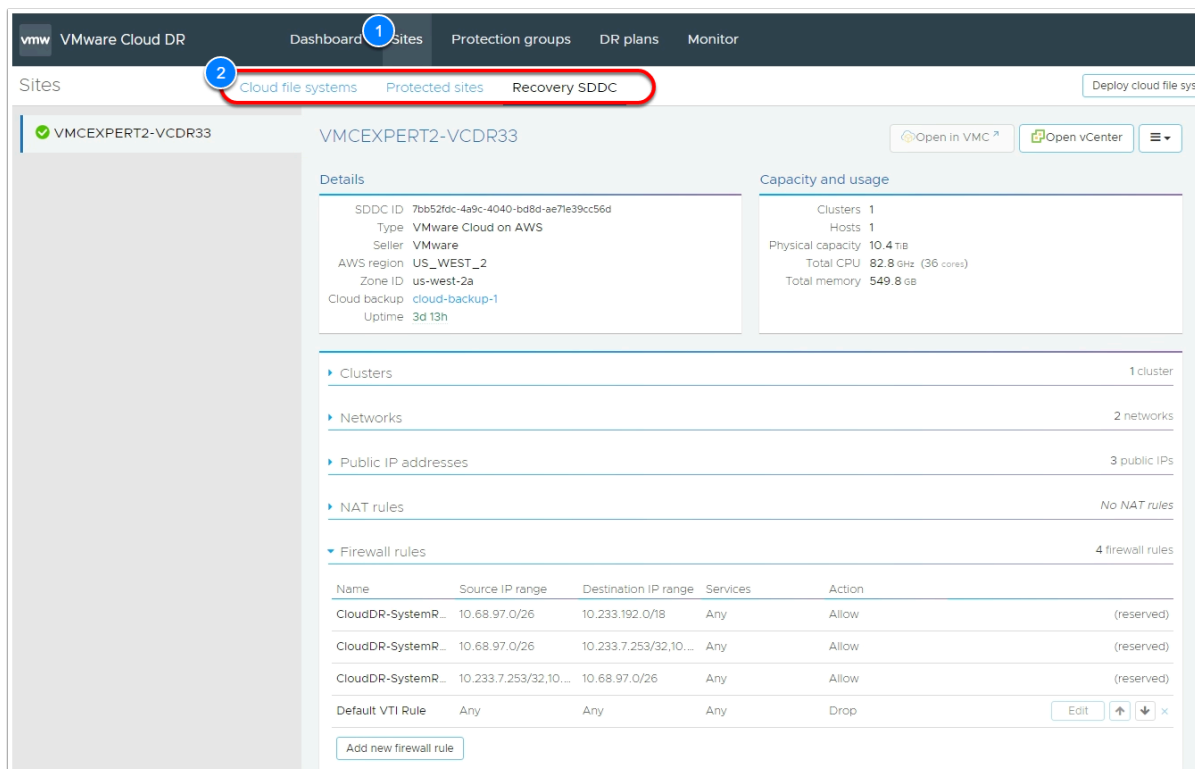 vmw VMware Cloud DR Dashboard 1 Sites Protection groups DR plans Monitor
2
Sites Cloud file systems Protected sites Recovery SDDC Deploy cloud file sys
VMCEXPERT2-VCDR33
VMCEXPERT2-VCDR33 Open in VMC Open vCenter
Details
SDDC ID 7bb52fdc-4a9c-4040-bd8d-ae71e39cc56d
Type VMware Cloud on AWS
Seller VMware
AWS region US_WEST_2
Zone ID us-west-2a
Cloud backup cloud-backup-1
Uptime 3d 13h
Capacity and usage
Clusters 1
Hosts 1
Physical capacity 10.4 TiB
Total CPU 82.8 GHz (36 cores)
Total memory 549.8 GB
Clusters 1 cluster
Networks 2 networks
Public IP addresses 3 public IPs
NAT rules No NAT rules
Firewall rules 4 firewall rules
Name Source IP range Destination IP range Services Action
CloudDR-SystemR... 10.68.97.0/26 10.233.192.0/18 Any Allow (reserved)
CloudDR-SystemR... 10.68.97.0/26 10.233.7.253/32,10.... Any Allow (reserved)
CloudDR-SystemR... 10.233.7.253/32,10.... 10.68.97.0/26 Any Allow (reserved)
Default VTI Rule Any Any Any Drop Edit
Add new firewall rule